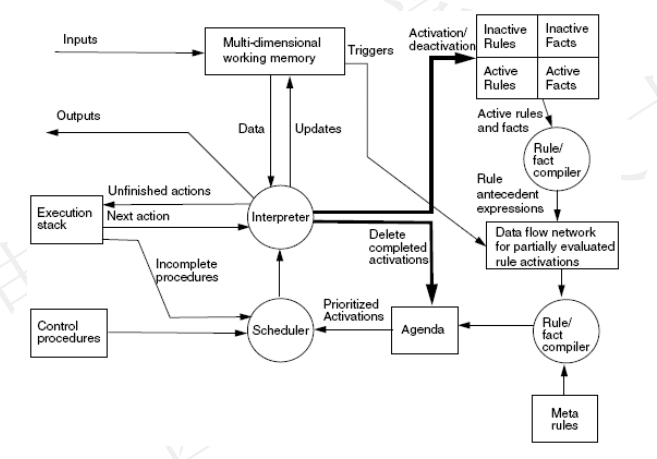 Inputs
Multi-dimensional
working memory
Triggers
Activation/
deactivation
Inactive
Rules
Inactive
Facts
Active
Rules
Active
Facts
Outputs
Data
Updates
Active rules
and facts
Rule/
fact
compiler
Unfinished actions
Execution
stack
Next action
Interpreter
Rule
antecedent
expressions
Delete
completed
activations
Data flow network
for partially evaluated
rule activations
Incomplete
procedures
Prioritized
Activations
Control
procedures
Scheduler
Agenda
Rule/
fact
compiler
Meta
rules